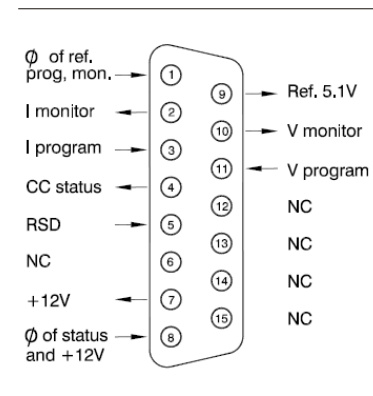 Ø of ref.
prog, mon.
1
I monitor
2
I program
3
CC status
4
RSD
5
NC
6
+12V
7
Ø of status
and +12V
8
9
Ref. 5.1V
10
V monitor
11
V program
12
NC
13
NC
14
NC
15
NC